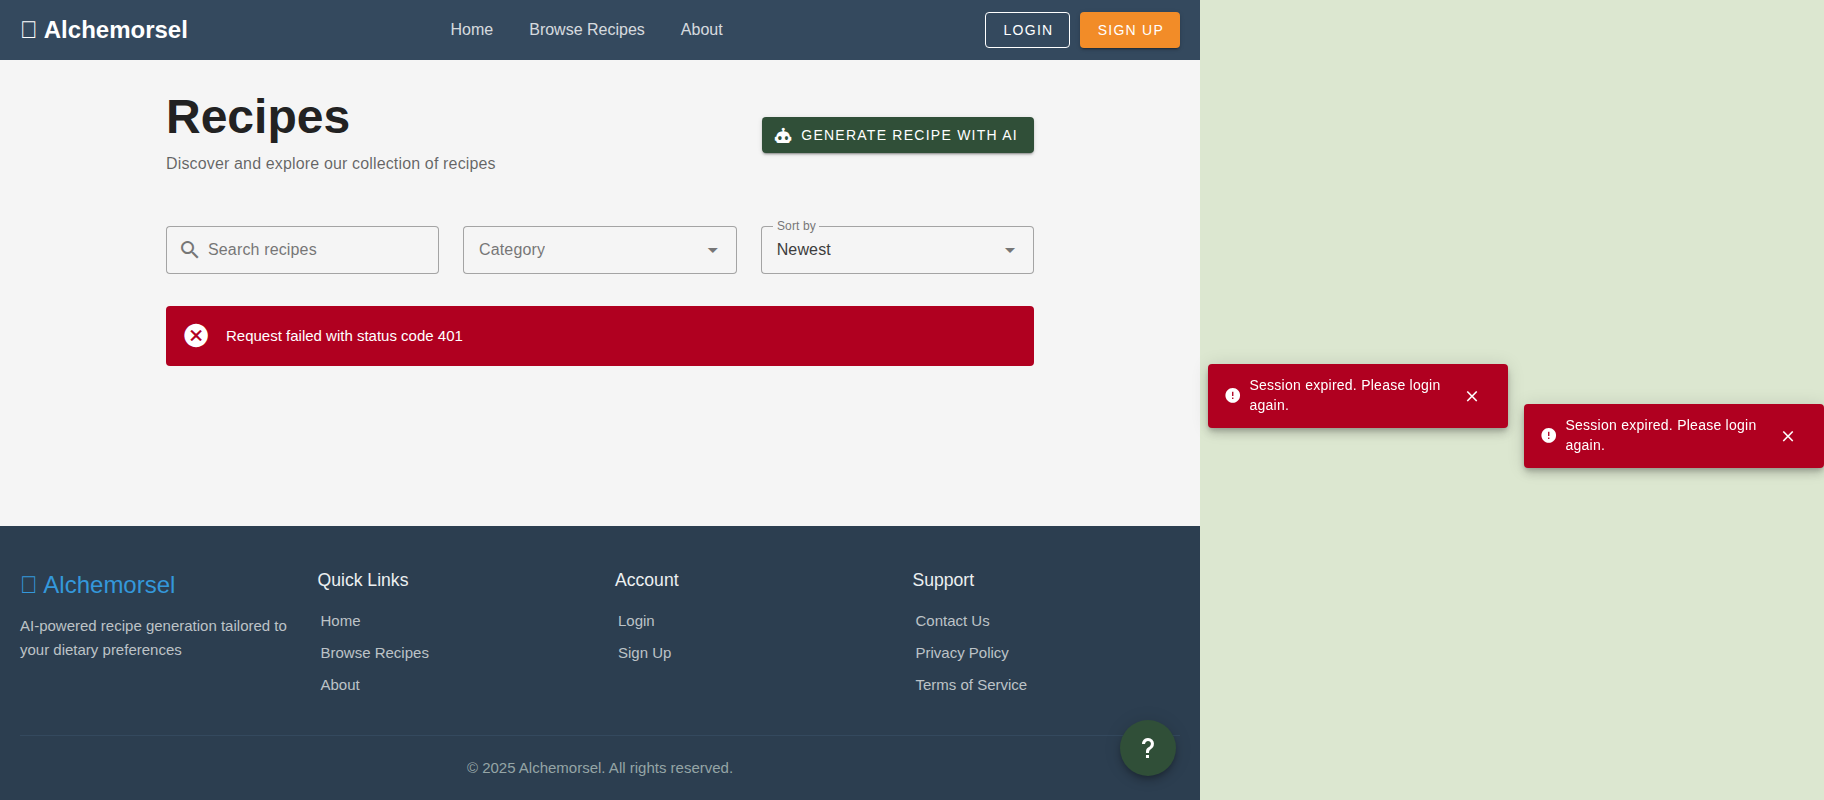 Alchemorsel
Home
Browse Recipes
About
LOGIN
SIGN UP
Recipes
Discover and explore our collection of recipes
GENERATE RECIPE WITH AI
Search recipes
Category
Sort by
Newest
Request failed with status code 401
Session expired. Please login
again.
Session expired. Please login
again.
Alchemorsel
AI-powered recipe generation tailored to
your dietary preferences
Quick Links
Home
Browse Recipes
About
Account
Login
Sign Up
Support
Contact Us
Privacy Policy
Terms of Service
?
© 2025 Alchemorsel. All rights reserved.